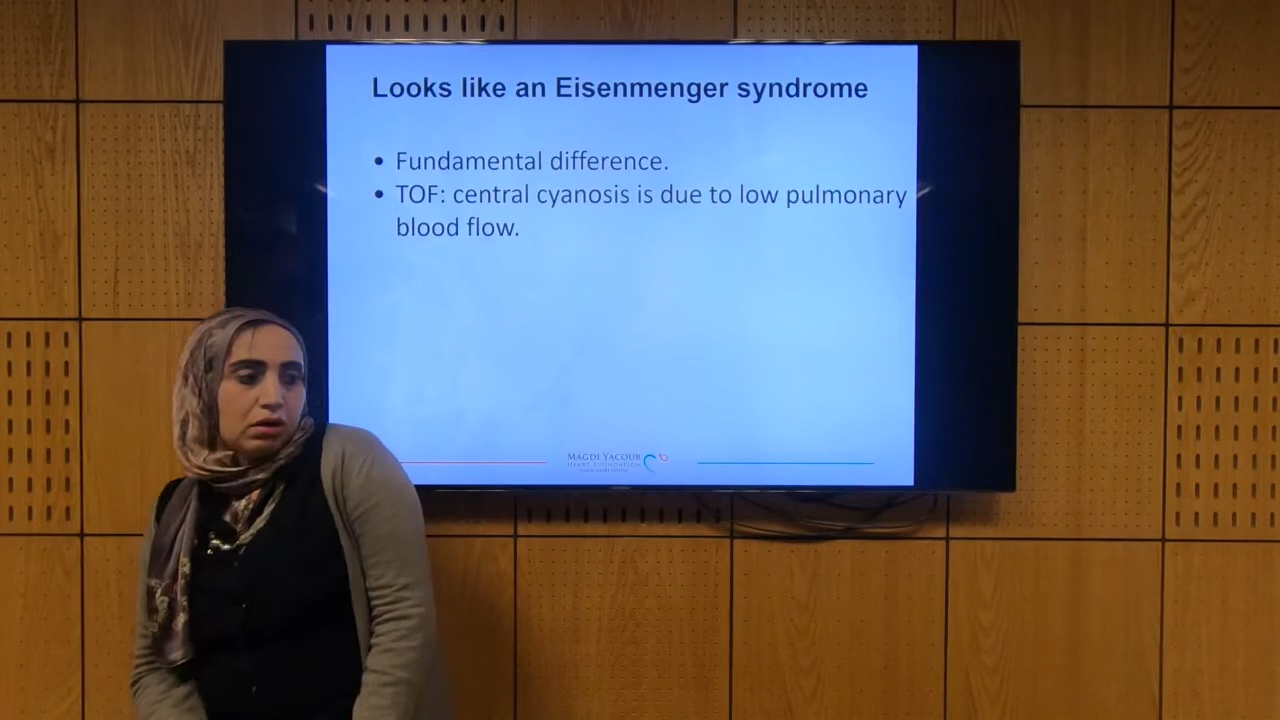 Looks like an Eisenmenger syndrome
• Fundamental difference.
• TOF: central cyanosis is due to low pulmonary
blood flow.
MAGDI YACOUB
HEART FOUNDATION